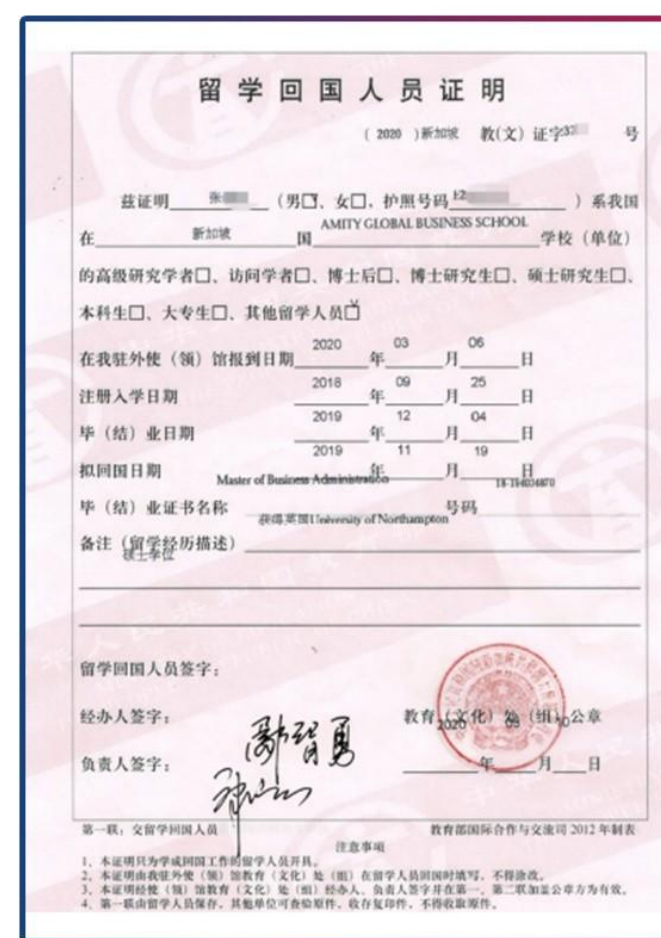 留学回国人员证明
( 2020 )新加坡 教(文)证字 号
兹证明 张 (男☑、女□,护照号码 )系我国
在 新加坡 国 AMITY GLOBAL BUSINESS SCHOOL 学校(单位)
的高级研究学者□、访问学者□、博士后□、博士研究生□、硕士研究生□、
本科生□、大专生□、其他留学人员☑
在我驻外使(领)馆报到日期 2020 年 03 月 06 日
注册入学日期 2018 年 09 月 25 日
毕(结)业日期 2019 年 12 月 04 日
拟回国日期 2019 年 11 月 19 日
毕(结)业证书名称 Master of Business Administration 号码
备注(留学经历描述) 获得英国University of Northampton
硕士学位
留学回国人员签字:
经办人签字:
教育(文化)处(组)公章
2020 09 10
负责人签字:
年 月 日
第一联:交留学回国人员
教育部国际合作与交流司 2012 年制表
注意事项
1、本证明只为学成回国工作的留学人员开具。
2、本证明由我驻外使(领)馆教育(文化)处(组)在留学人员回国时填写,不得涂改。
3、本证明经使(领)馆教育(文化)处(组)经办人、负责人签字并在第一、第二联加盖公章方为有效。
4、第一联由留学人员保存,其他单位可查验原件,收存复印件,不得收取原件。